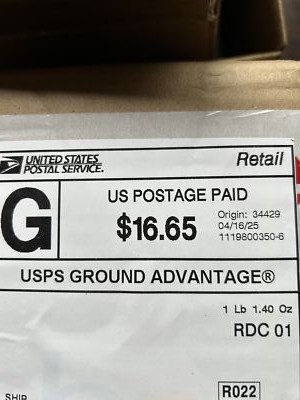 UNITED STATES
POSTAL SERVICE.
Retail
G
US POSTAGE PAID
$16.65
Origin: 34429
04/16/25
1119800350-6
USPS GROUND ADVANTAGE®
1 Lb 1.40 Oz
RDC 01
R022
SHIP